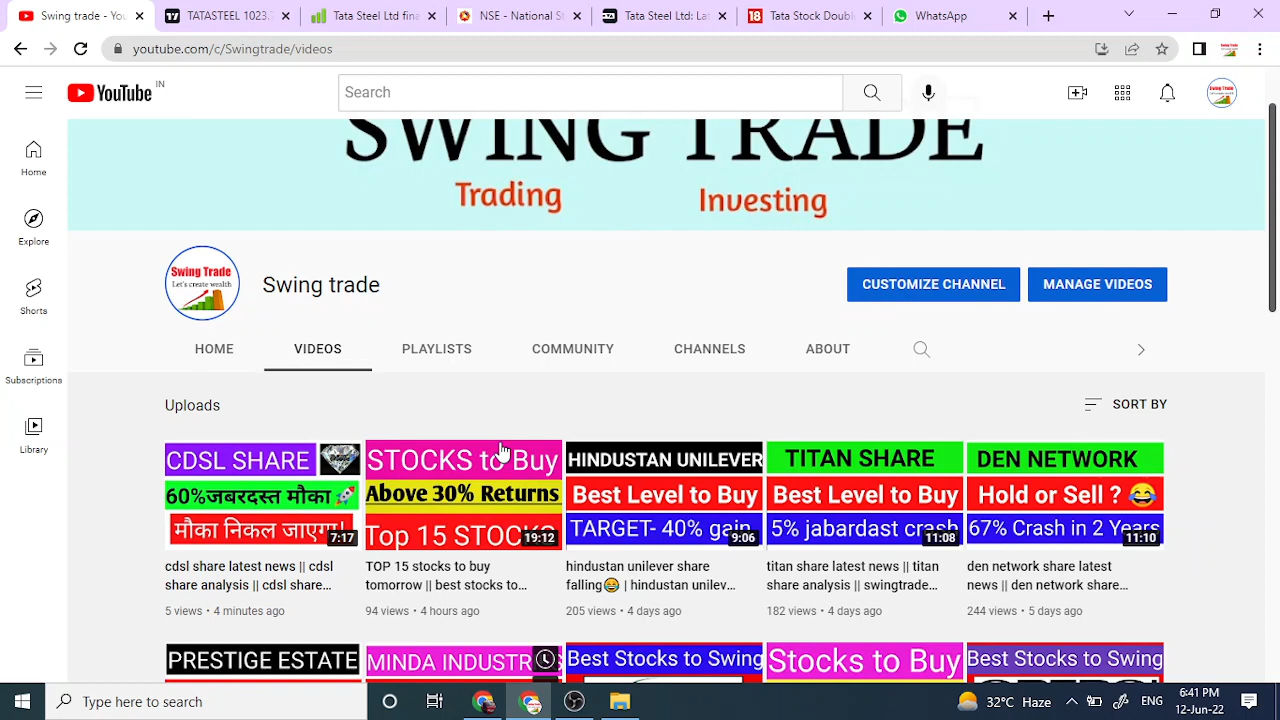 Swing trade - YouTube
TATASTEEL 1023
Tata Steel Ltd fina
NSE - National S
Tata Steel Ltd: Lat
Tata Stock Dubl
WhatsApp
youtube.com/c/Swingtrade/videos
YouTube IN
Search
Home
Explore
Shorts
Subscriptions
Library
SWING TRADE
Trading
Investing
Swing Trade
Let's create wealth
Swing trade
CUSTOMIZE CHANNEL
MANAGE VIDEOS
HOME
VIDEOS
PLAYLISTS
COMMUNITY
CHANNELS
ABOUT
Uploads
SORT BY
CDSL SHARE
60%जबरदस्त मौका
मौका निकल जाएगा!
7:17
cdsl share latest news || cdsl
share analysis || cdsl share...
5 views • 4 minutes ago
STOCKS to Buy
Above 30% Returns
Top 15 STOC
19:12
TOP 15 stocks to buy
tomorrow || best stocks to...
94 views • 4 hours ago
HINDUSTAN UNILEVER
Best Level to Buy
TARGET- 40% gain
9:06
hindustan unilever share
falling😂 | hindustan unilev...
205 views • 4 days ago
TITAN SHARE
Best Level to Buy
5% jabardast crash
11:08
titan share latest news || titan
share analysis || swingtrade...
182 views • 4 days ago
DEN NETWORK
Hold or Sell ? 😂
67% Crash in 2 Years
11:10
den network share latest
news || den network share...
244 views • 5 days ago
PRESTIGE ESTATE
MINDA INDUSTR
Best Stocks to Swing
Stocks to Buy
Best Stocks to Swing
Type here to search
32°C Haze
ENG
6:41 PM
12-Jun-22